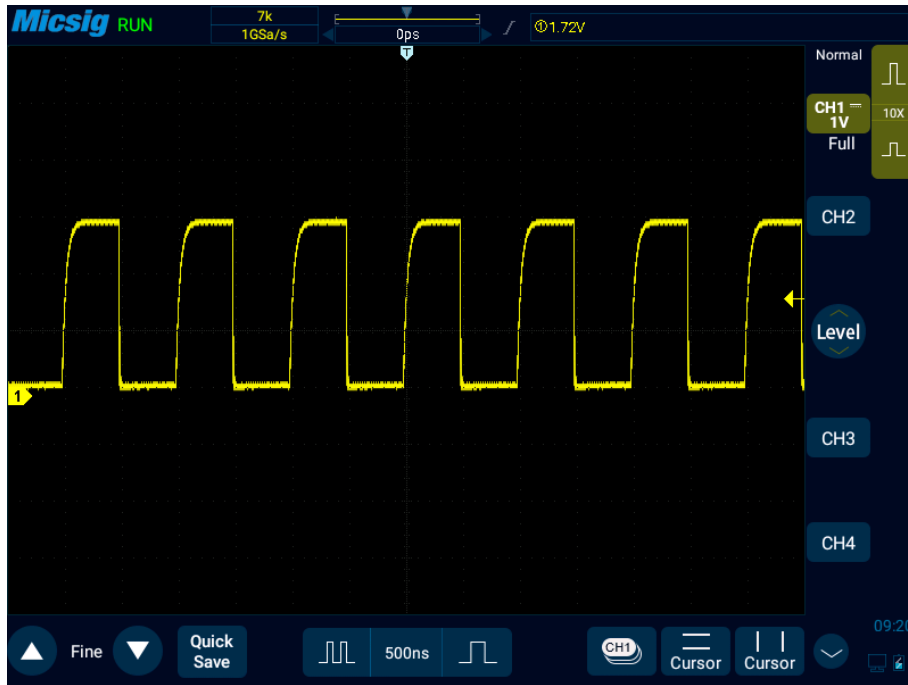 Micsig RUN
7k
1GSa/s
0ps
①1.72V
T
Normal
CH1
1V
10X
Full
CH2
Level
1
CH3
CH4
Fine
Quick
Save
500ns
CH1
Cursor
Cursor
09:20